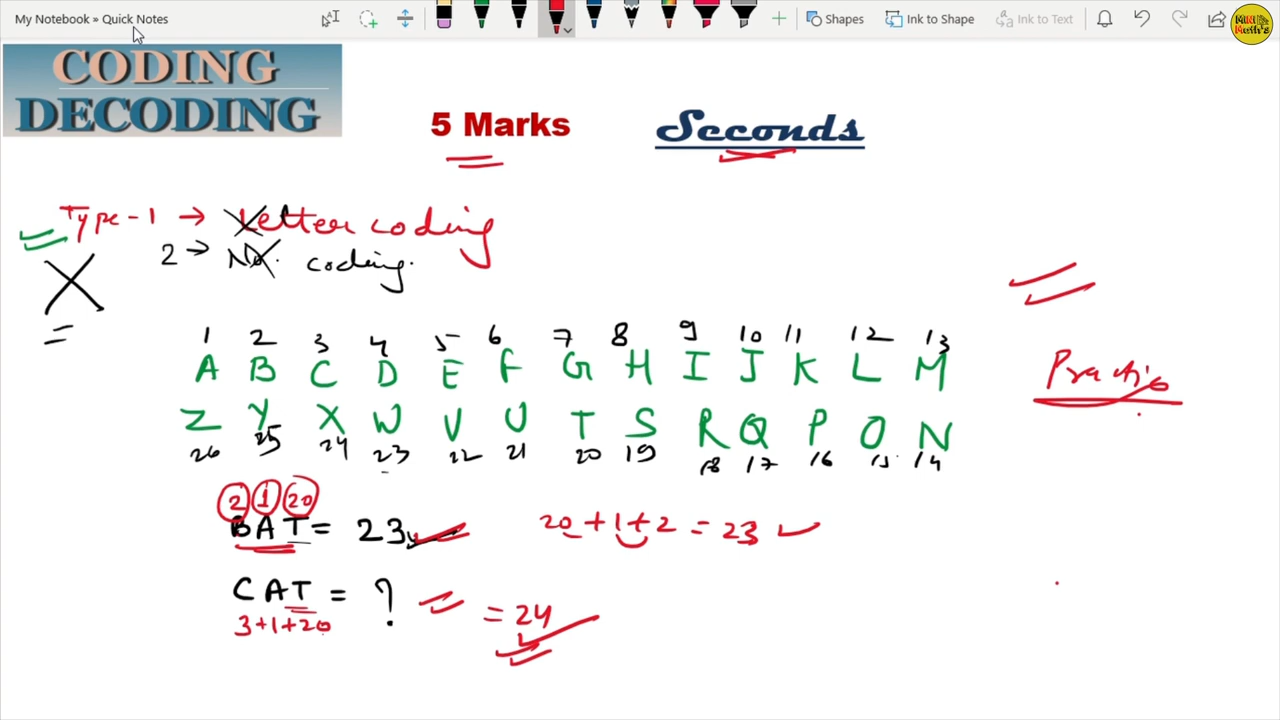 My Notebook » Quick Notes
Shapes
Ink to Shape
Ink to Text
MiKi Math's
CODING
DECODING
5 Marks
Seconds
Type-1 → Letter coding
2 → No. coding.
1 2 3 4 5 6 7 8 9 10 11 12 13
A B C D E F G H I J K L M
Z Y X W V U T S R Q P O N
26 25 24 23 22 21 20 19 18 17 16 15 14
Practic
2 1 20
BAT = 23
20 + 1 + 2 = 23
CAT = ?
= 24
3+1+20